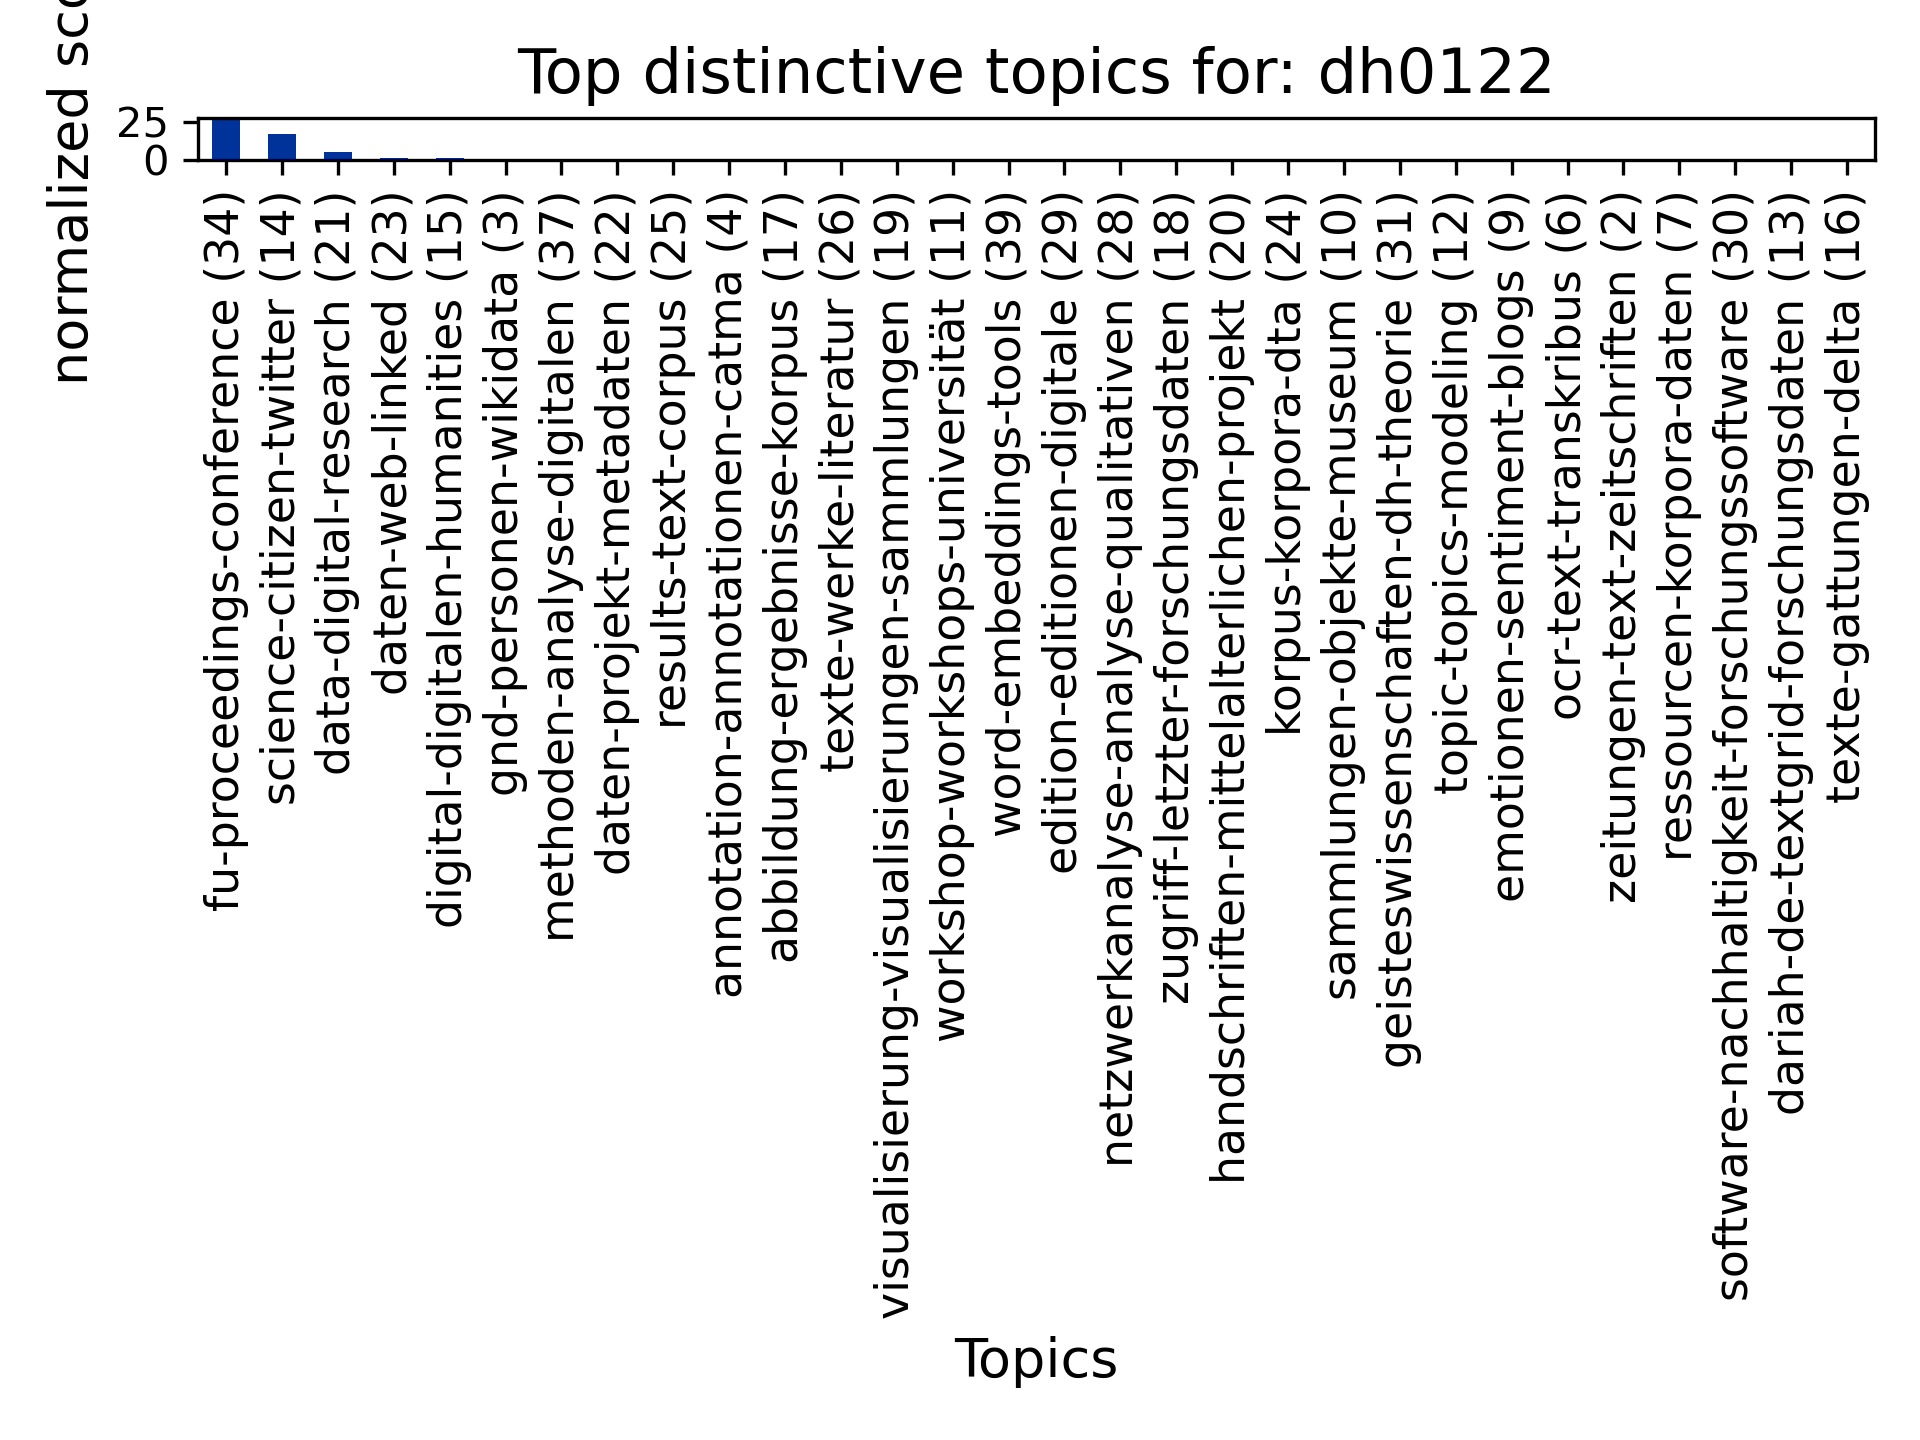 Top distinctive topics for: dh0122
normalized
25
0
fu-proceedings-conference (34)
science-citizen-twitter (14)
data-digital-research (21)
daten-web-linked (23)
digital-digitalen-humanities (15)
gnd-personen-wikidata (3)
methoden-analyse-digitalen (37)
daten-projekt-metadaten (22)
results-text-corpus (25)
annotation-annotationen-catma (4)
abbildung-ergebnisse-korpus (17)
texte-werke-literatur (26)
visualisierung-visualisierungen-sammlungen (19)
workshop-workshops-universität (11)
word-embeddings-tools (39)
edition-editionen-digitale (29)
netzwerkanalyse-analyse-qualitativen (28)
zugriff-letzter-forschungsdaten (18)
handschriften-mittelalterlichen-projekt (20)
korpus-korpora-dta (24)
sammlungen-objekte-museum (10)
geisteswissenschaften-dh-theorie (31)
topic-topics-modeling (12)
emotionen-sentiment-blogs (9)
ocr-text-transkribus (6)
zeitungen-text-zeitschriften (2)
ressourcen-korpora-daten (7)
software-nachhaltigkeit-forschungssoftware (30)
dariah-de-textgrid-forschungsdaten (13)
texte-gattungen-delta (16)
Topics